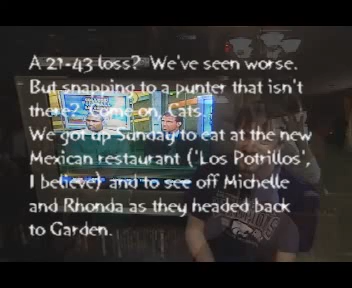 A 21-43 loss?  We've seen worse.
But snapping to a punter that isn't
there?  Come on, Cats.
We got up Sunday to eat at the new
Mexican restaurant ('Los Potrillos',
I believe) and to see off Michelle
and Rhonda as they headed back
to Garden.